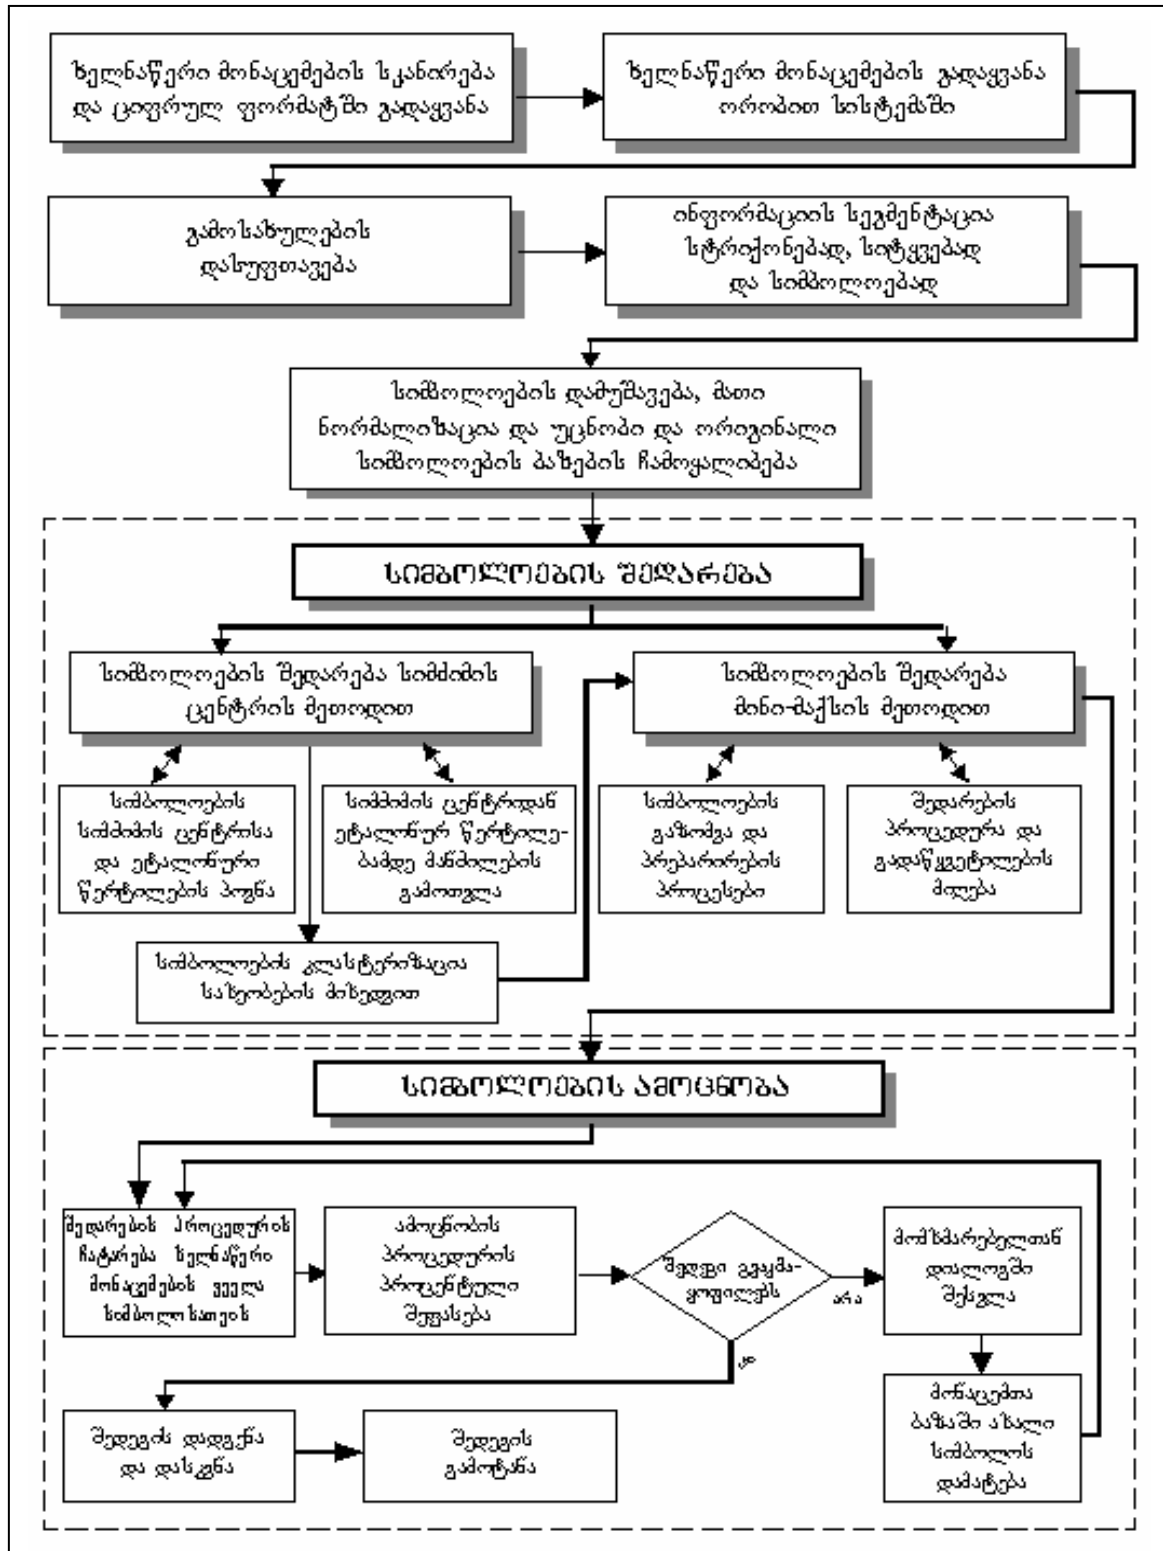 ხელნაწერი მონაცემების სკანირება
და ციფრულ ფორმატში გადაყვანა
ხელნაწერი მონაცემების გადაყვანა
ორობით სისტემაში
გამოსახულების
დასუფთავება
ინფორმაციის სეგმენტაცია
სტრიქონებად, სიტყვებად
და სიმბოლოებად
სიმბოლოების დამუშავება, მათი
ნორმალიზაცია და უცნობი და ორიგინალი
სიმბოლოების ბაზების ჩამოყალიბება
სიმბოლოების შედარება
სიმბოლოების შედარება სიმძიმის
ცენტრის მეთოდით
სიმბოლოების შედარება
მინი-მაქსის მეთოდით
სიმბოლოების
სიმძიმის ცენტრისა
და ეტალონური
წერტილების პოვნა
სიმძიმის ცენტრიდან
ეტალონურ წერტილე-
ბამდე მანძილების
გამოთვლა
სიმბოლოების
გაზომვა და
პრეპარირების
პროცესები
შედარების
პროცედურა და
გადაწყვეტილების
მიღება
სიმბოლოების კლასტერიზაცია
სახეობების მიხედვით
სიმბოლოების ამოცნობა
შედარების პროცედურის
ჩატარება ხელნაწერი
მონაცემების ყველა
სიმბოლოსათვის
ამოცნობის
პროცედურის
პროცენტული
შეფასება
შედეგი გვაკმა-
ყოფილებს
არა
კი
მომხმარებელთან
დიალოგში
შესვლა
მონაცემთა
ბაზაში ახალი
სიმბოლოს
დამატება
შედეგის დადგენა
და დასკვნა
შედეგის
გამოტანა